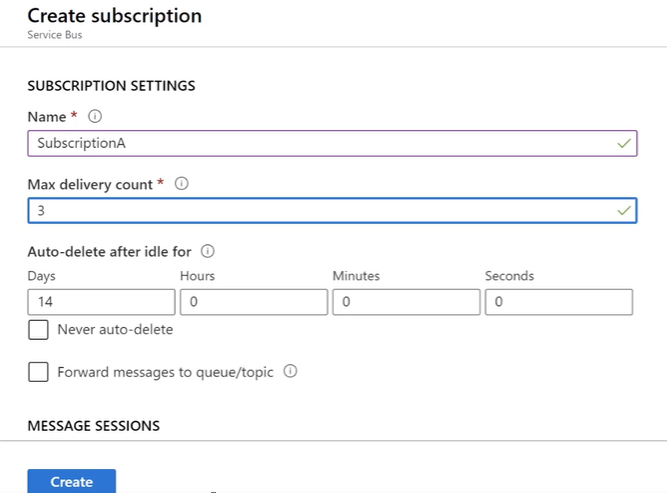 Create subscription
Service Bus
SUBSCRIPTION SETTINGS
Name *
SubscriptionA
Max delivery count *
3
Auto-delete after idle for
Days Hours Minutes Seconds
14 0 0 0
Never auto-delete
Forward messages to queue/topic
MESSAGE SESSIONS
Create